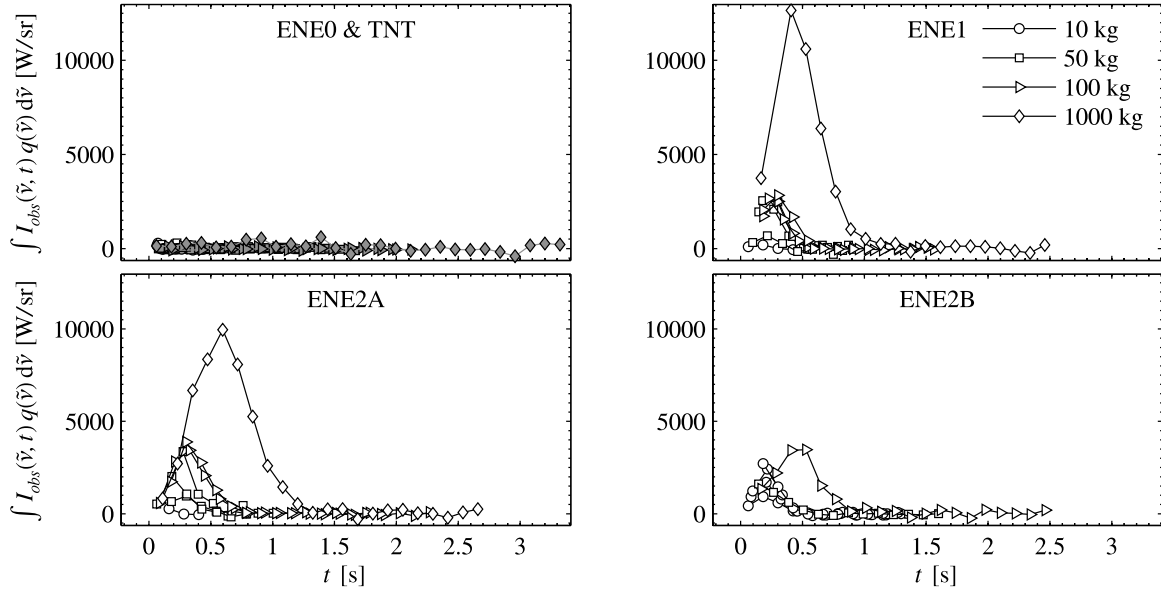 ENE0 & TNT
10000
5000
0
∫ I_obs(ṽ, t) q(ṽ) dṽ [W/sr]
ENE1
10 kg
50 kg
100 kg
1000 kg
10000
5000
0
ENE2A
10000
5000
0
∫ I_obs(ṽ, t) q(ṽ) dṽ [W/sr]
0 0.5 1 1.5 2 2.5 3
t [s]
ENE2B
10000
5000
0
0 0.5 1 1.5 2 2.5 3
t [s]